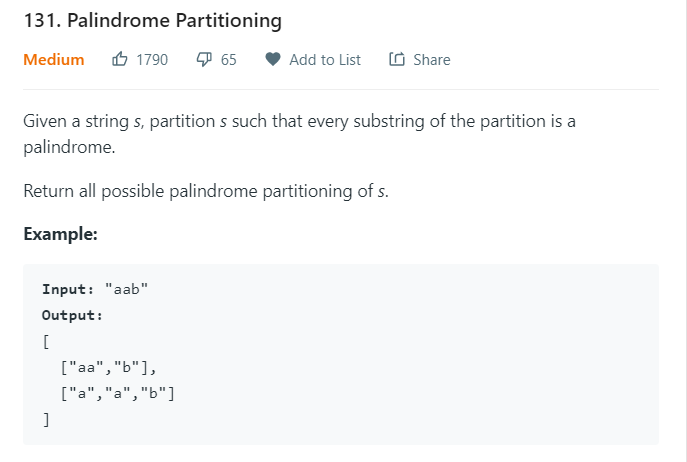 131. Palindrome Partitioning
Medium 1790 65 Add to List Share
Given a string s, partition s such that every substring of the partition is a
palindrome.
Return all possible palindrome partitioning of s.
Example:
Input: "aab"
Output:
[
["aa","b"],
["a","a","b"]
]